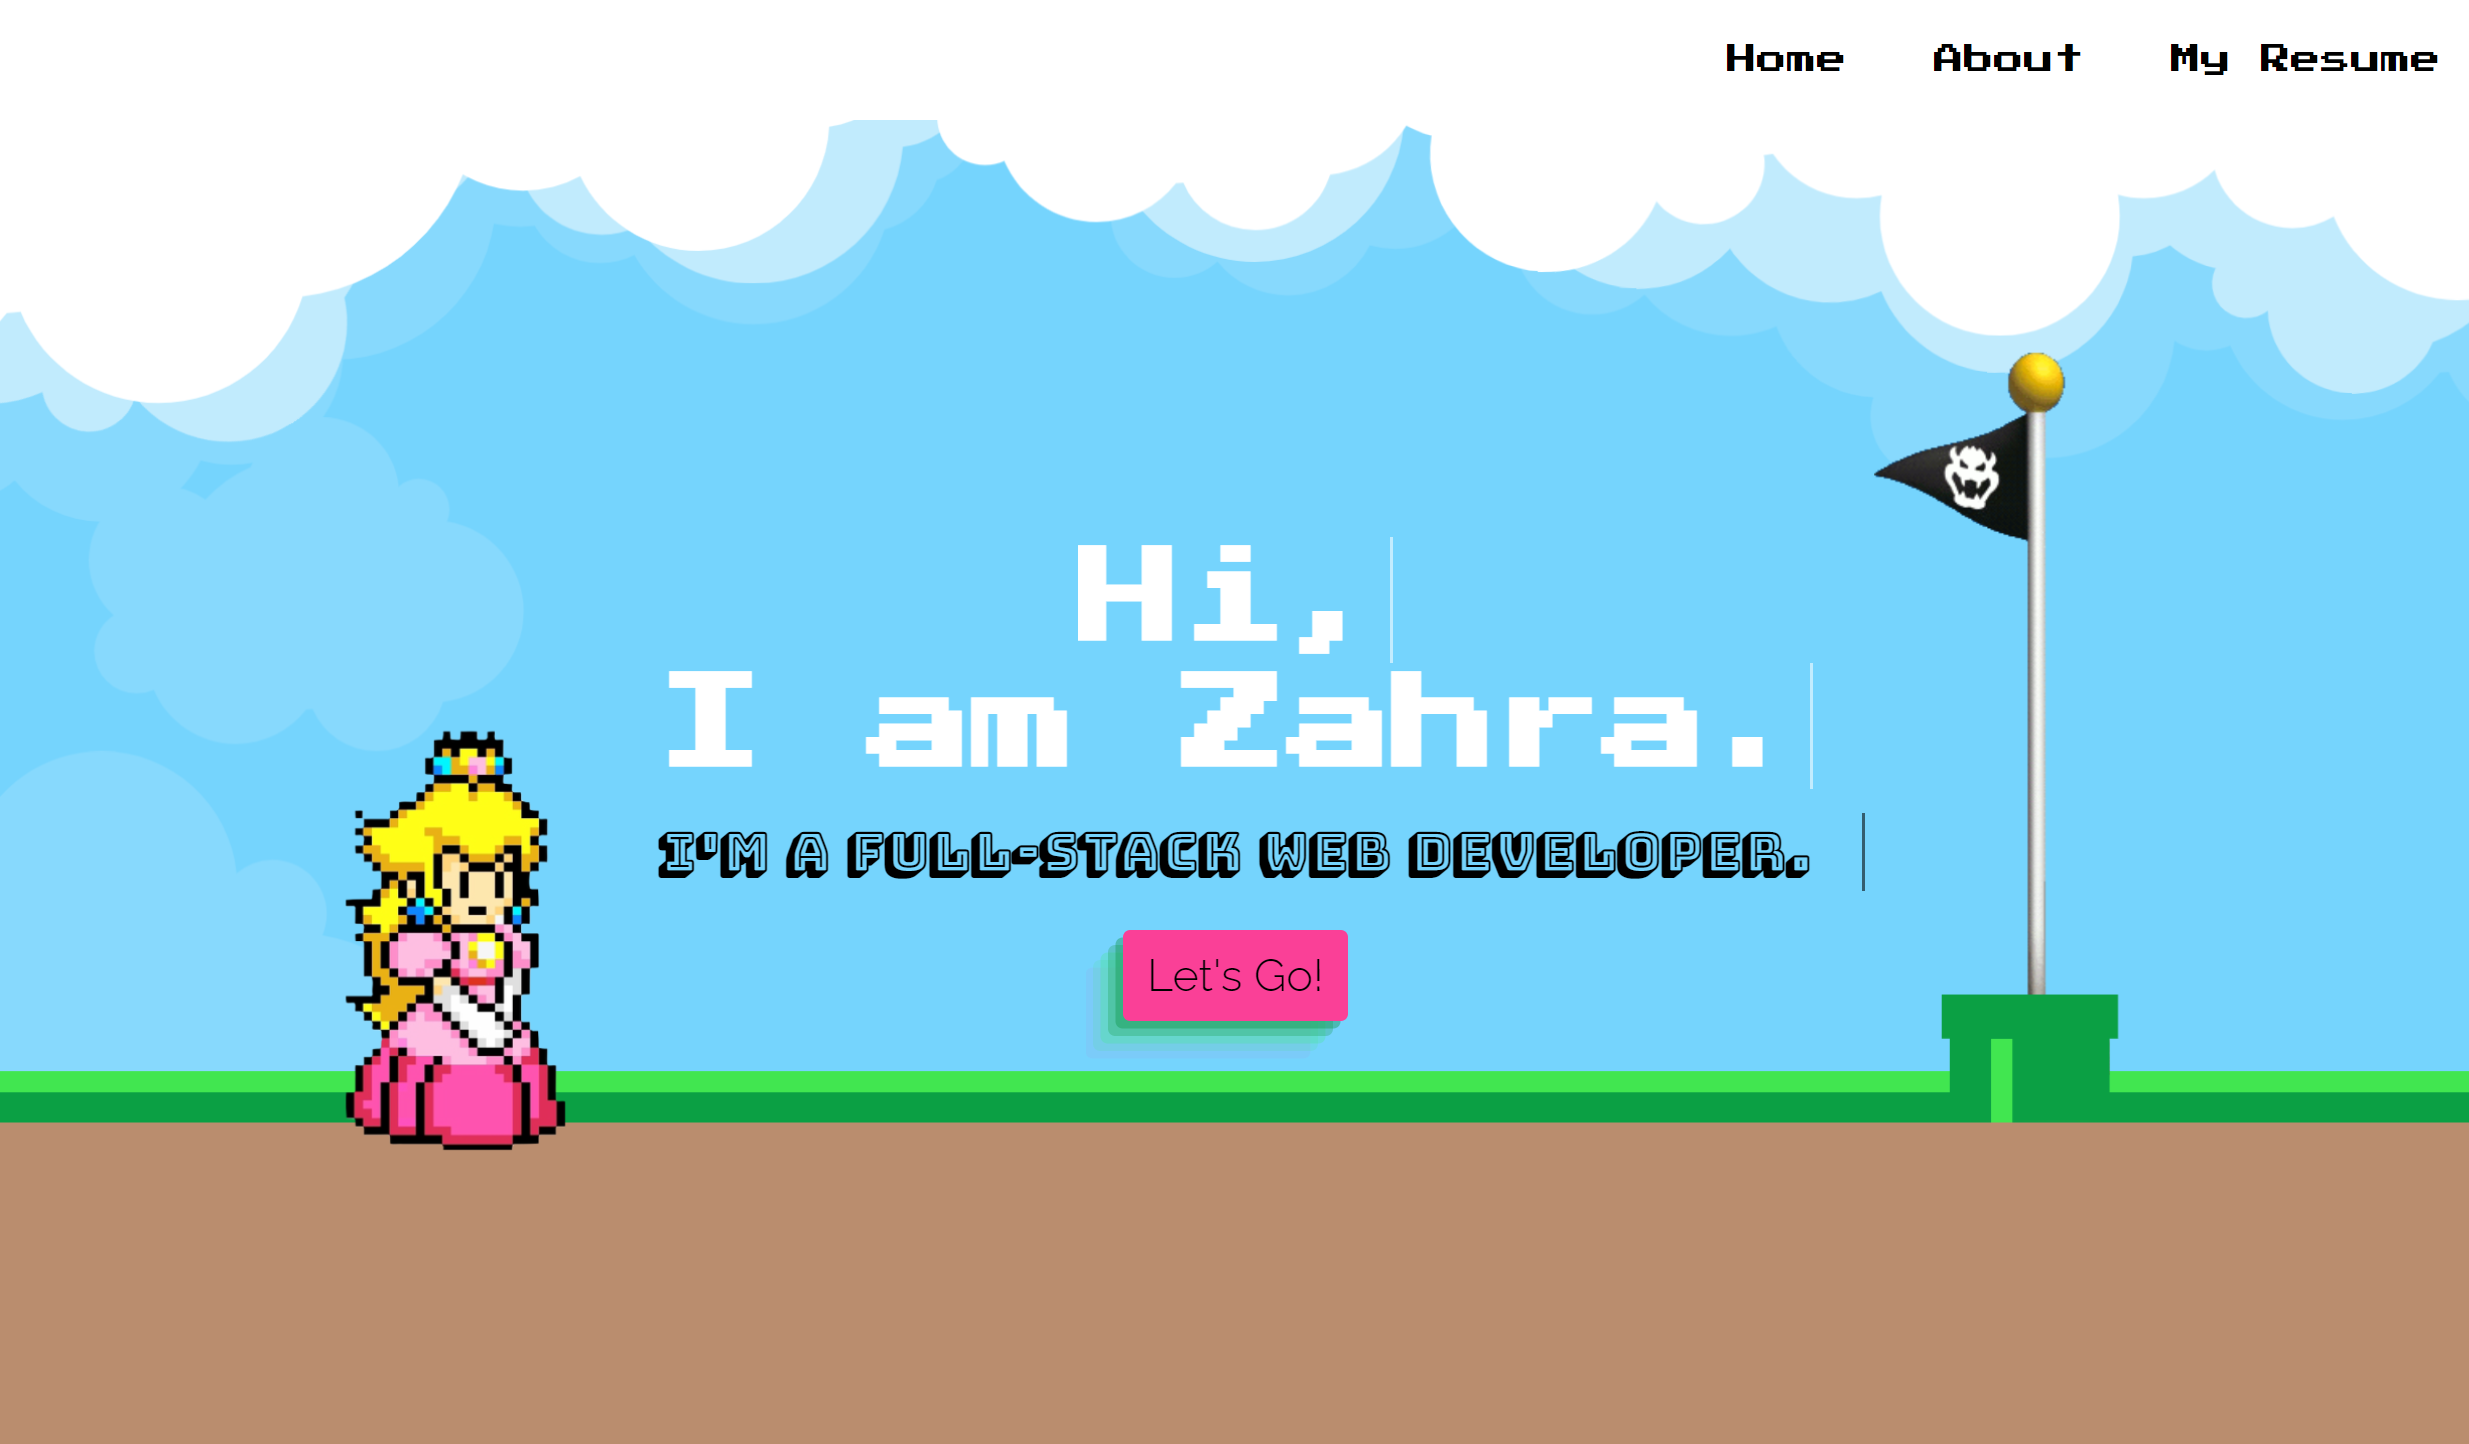 Home About My Resume
Hi,
I am Zahra.
I'M A FULL-STACK WEB DEVELOPER.
Let's Go!